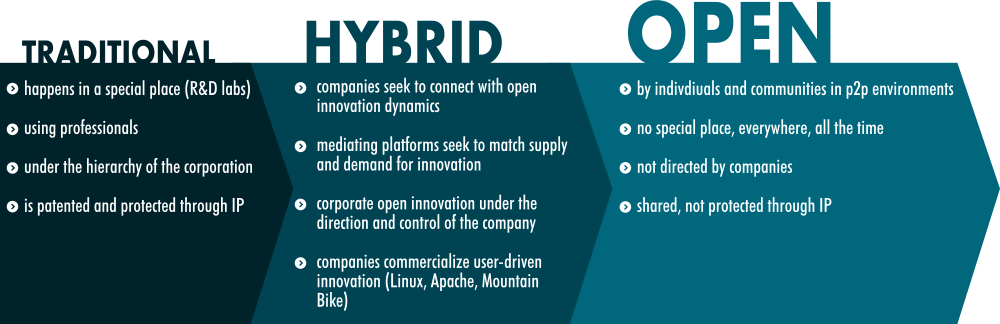 TRADITIONAL
happens in a special place (R&D labs)
using professionals
under the hierarchy of the corporation
is patented and protected through IP
HYBRID
companies seek to connect with open
innovation dynamics
mediating platforms seek to match supply
and demand for innovation
corporate open innovation under the
direction and control of the company
companies commercialize user-driven
innovation (Linux, Apache, Mountain
Bike)
OPEN
by indivdiuals and communities in p2p environments
no special place, everywhere, all the time
not directed by companies
shared, not protected through IP